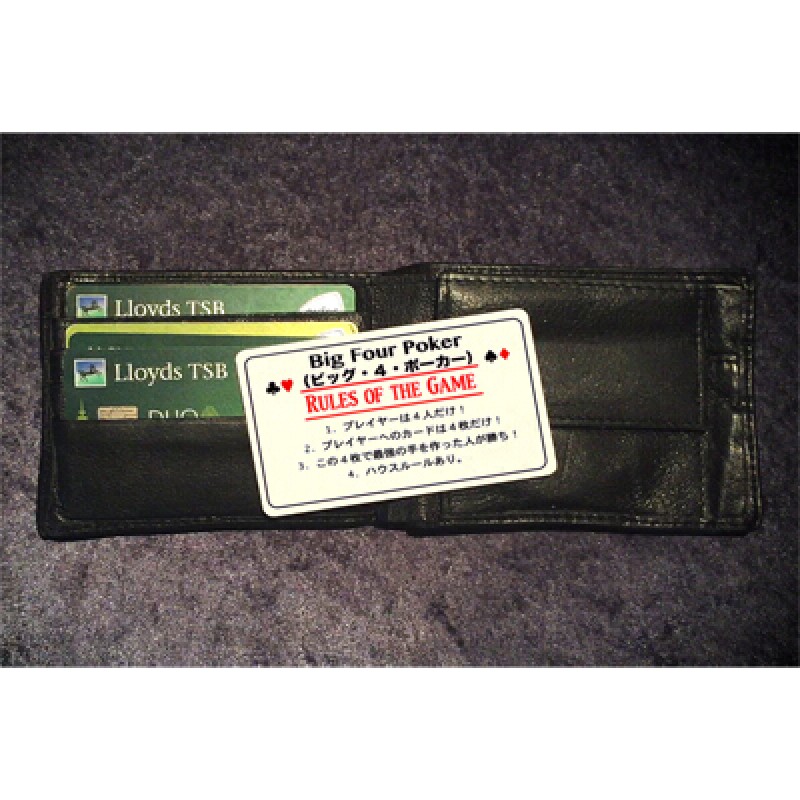 Lloyds TSB
Lloyds TSB
DUO
Big Four Poker
(ビッグ・4・ポーカー)
RULES OF THE GAME
1. プレイヤーは4人だけ!
2. プレイヤーへのカードは4枚だけ!
3. この4枚で最強の手を作った人が勝ち!
4. ハウスルールあり。